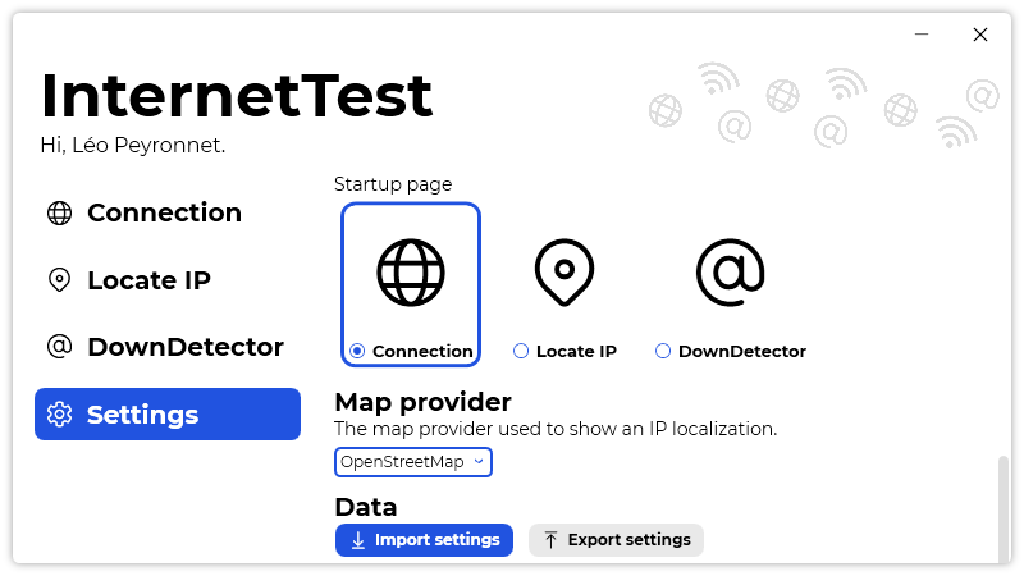 InternetTest
Hi, Léo Peyronnet.
Connection
Locate IP
DownDetector
Settings
Startup page
Connection
Locate IP
DownDetector
Map provider
The map provider used to show an IP localization.
OpenStreetMap
Data
Import settings
Export settings